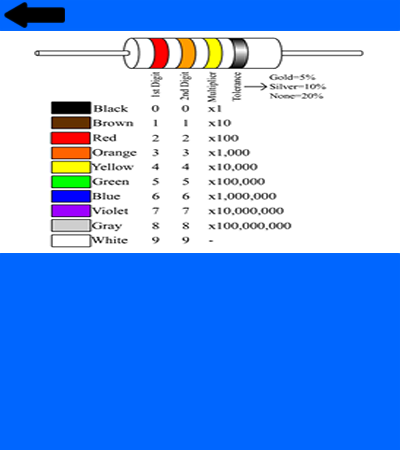 1st Digit
2nd Digit
Multiplier
Tolerance
Gold=5%
Silver=10%
None=20%
Black 0 0 x1
Brown 1 1 x10
Red 2 2 x100
Orange 3 3 x1,000
Yellow 4 4 x10,000
Green 5 5 x100,000
Blue 6 6 x1,000,000
Violet 7 7 x10,000,000
Gray 8 8 x100,000,000
White 9 9 -